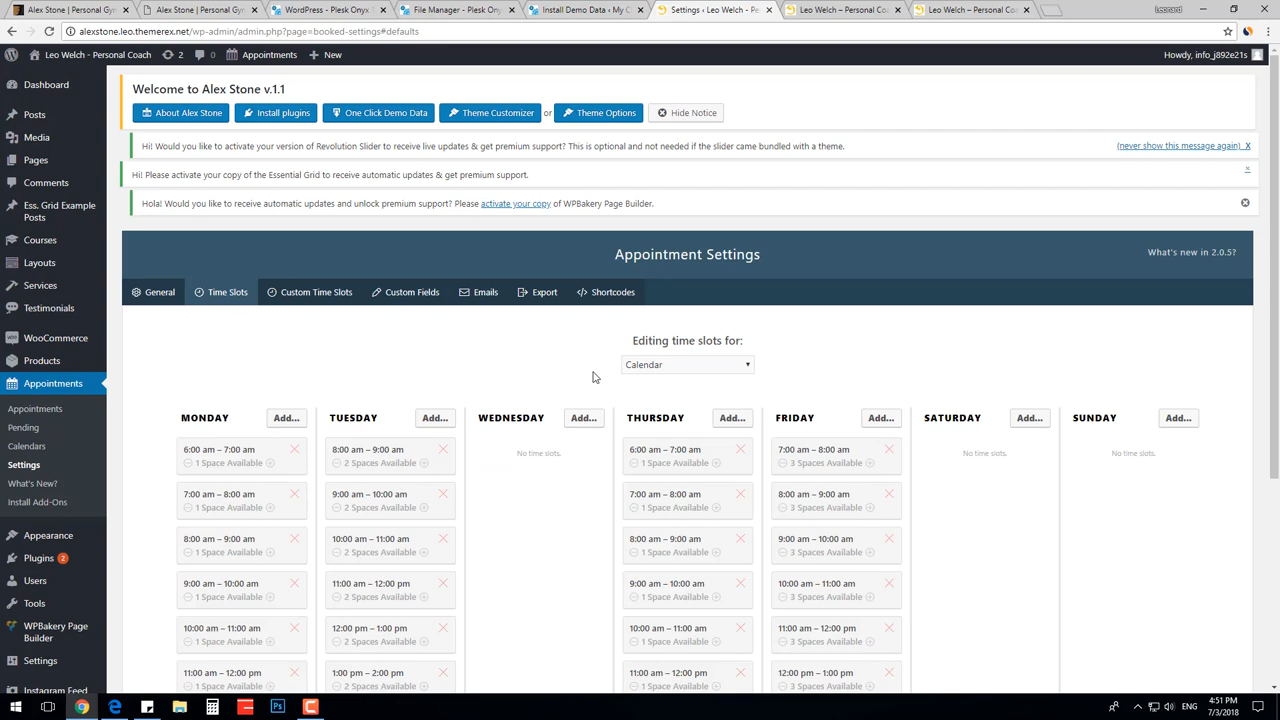 Alex Stone | Personal Gy
Alex Stone | Personal Gyn
WordPress - Plesk Onyx
File Manager - Plesk Ony
Install Demo Data ‹ My C
Settings ‹ Leo Welch - Pe
Leo Welch – Personal Co
Leo Welch – Personal Co
Leonard
alexstone.leo.themerex.net/wp-admin/admin.php?page=booked-settings#defaults
Leo Welch - Personal Coach
2
0
Appointments
New
Howdy, info_j892e21s
Dashboard
Posts
Media
Pages
Comments
Ess. Grid Example
Posts
Courses
Layouts
Services
Testimonials
WooCommerce
Products
Appointments
Appointments
Pending
Calendars
Settings
What's New?
Install Add-Ons
Appearance
Plugins 2
Users
Tools
WPBakery Page
Builder
Settings
Instagram Feed
Welcome to Alex Stone v.1.1
About Alex Stone
Install plugins
One Click Demo Data
Theme Customizer
or
Theme Options
Hide Notice
Hi! Would you like to activate your version of Revolution Slider to receive live updates & get premium support? This is optional and not needed if the slider came bundled with a theme.
(never show this message again) X
Hi! Please activate your copy of the Essential Grid to receive automatic updates & get premium support.
Hola! Would you like to receive automatic updates and unlock premium support? Please activate your copy of WPBakery Page Builder.
Appointment Settings
What's new in 2.0.5?
General
Time Slots
Custom Time Slots
Custom Fields
Emails
Export
Shortcodes
Editing time slots for:
Calendar
MONDAY
Add...
6:00 am – 7:00 am
1 Space Available
7:00 am – 8:00 am
1 Space Available
8:00 am – 9:00 am
1 Space Available
9:00 am – 10:00 am
1 Space Available
10:00 am – 11:00 am
1 Space Available
11:00 am – 12:00 pm
1 Space Available
TUESDAY
Add...
8:00 am – 9:00 am
2 Spaces Available
9:00 am – 10:00 am
2 Spaces Available
10:00 am – 11:00 am
2 Spaces Available
11:00 am – 12:00 pm
2 Spaces Available
12:00 pm – 1:00 pm
2 Spaces Available
1:00 pm – 2:00 pm
2 Spaces Available
WEDNESDAY
Add...
No time slots.
THURSDAY
Add...
6:00 am – 7:00 am
1 Space Available
7:00 am – 8:00 am
1 Space Available
8:00 am – 9:00 am
1 Space Available
9:00 am – 10:00 am
1 Space Available
10:00 am – 11:00 am
1 Space Available
11:00 am – 12:00 pm
1 Space Available
FRIDAY
Add...
7:00 am – 8:00 am
3 Spaces Available
8:00 am – 9:00 am
3 Spaces Available
9:00 am – 10:00 am
3 Spaces Available
10:00 am – 11:00 am
3 Spaces Available
11:00 am – 12:00 pm
3 Spaces Available
12:00 pm – 1:00 pm
3 Spaces Available
SATURDAY
Add...
No time slots.
SUNDAY
Add...
No time slots.
ENG
4:51 PM
7/3/2018